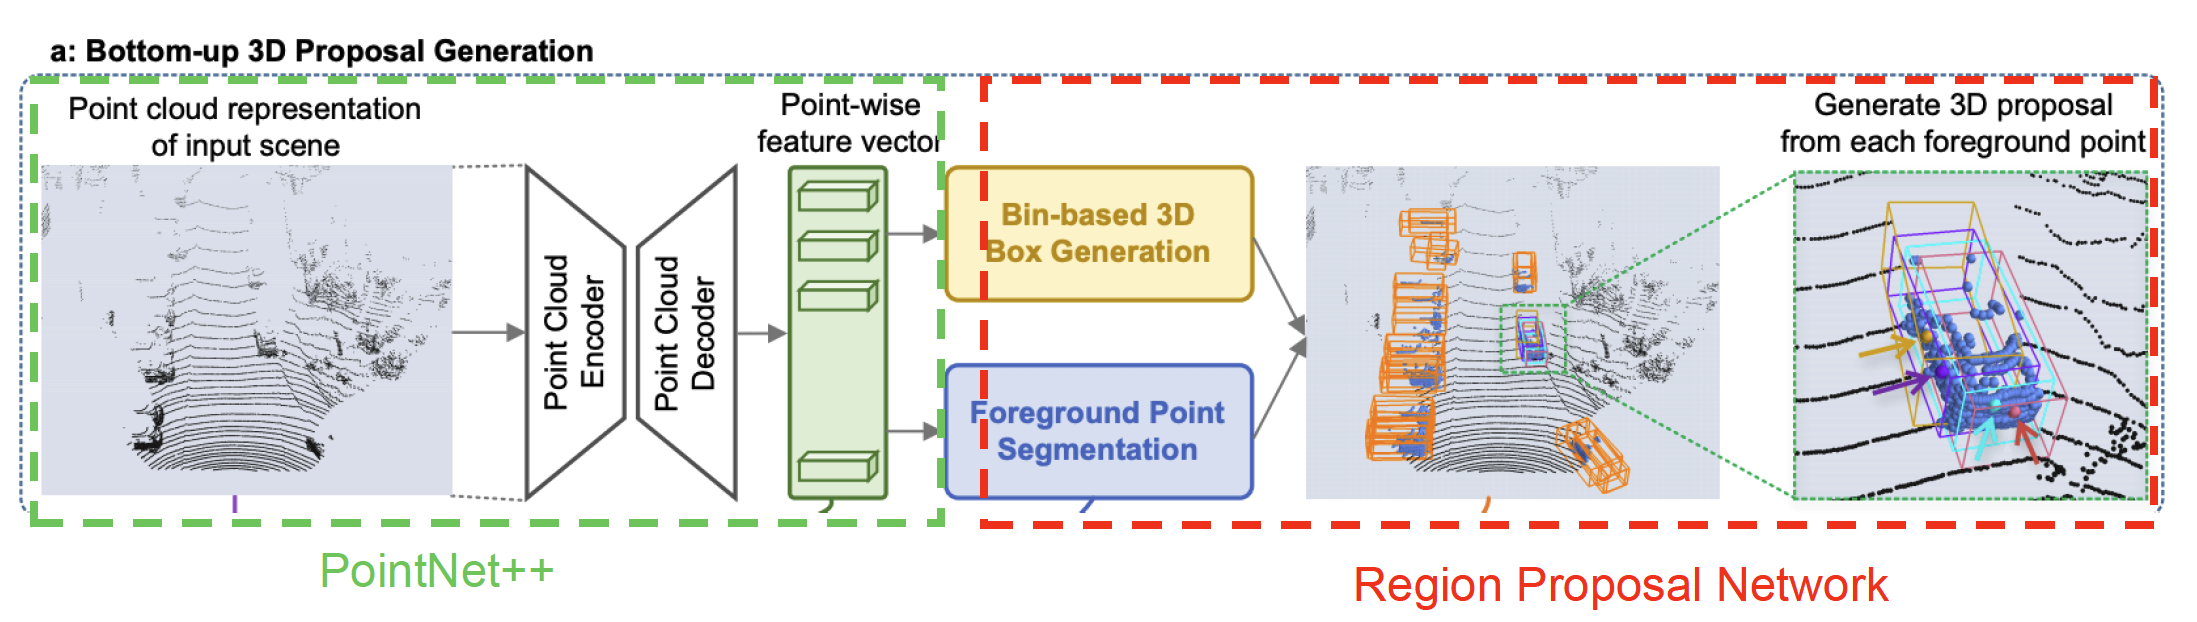 a: Bottom-up 3D Proposal Generation
Point cloud representation
of input scene
Point Cloud
Encoder
Point Cloud
Decoder
Point-wise
feature vector
Bin-based 3D
Box Generation
Foreground Point
Segmentation
Generate 3D proposal
from each foreground point
PointNet++
Region Proposal Network